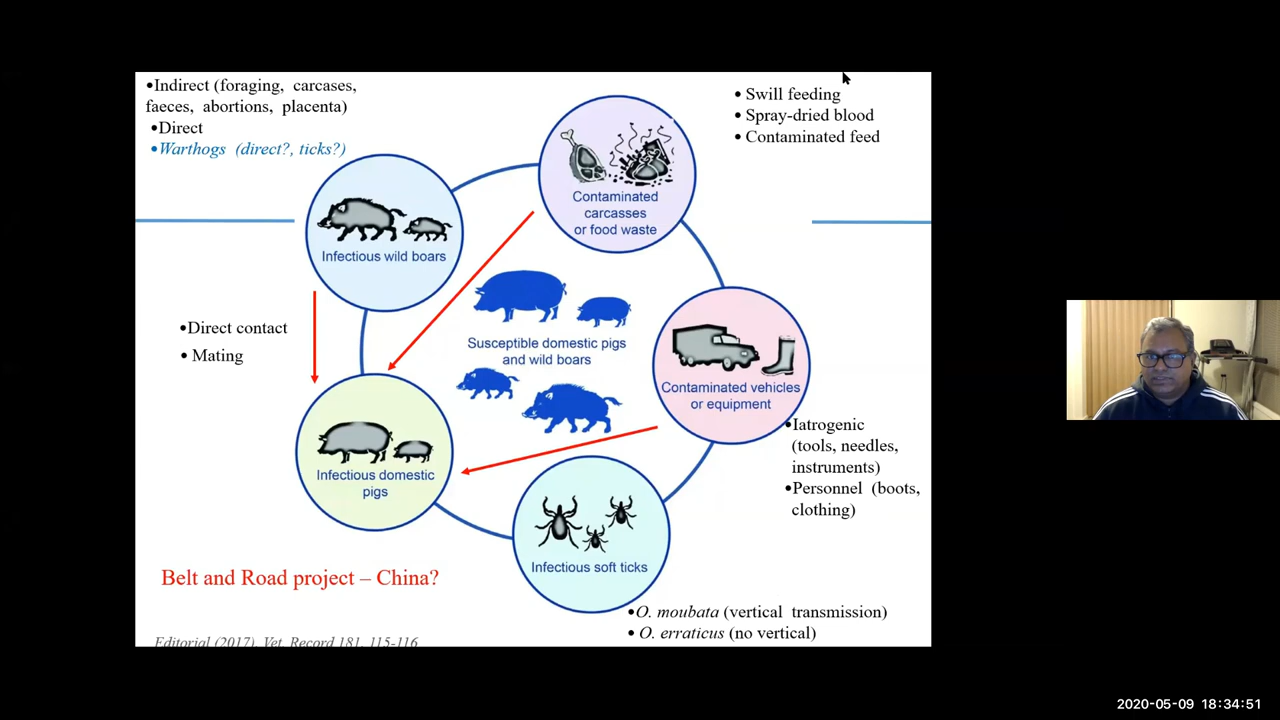 •Indirect (foraging, carcases,
faeces, abortions, placenta)
•Direct
•Warthogs (direct?, ticks?)
• Swill feeding
• Spray-dried blood
• Contaminated feed
Contaminated
carcasses
or food waste
Infectious wild boars
•Direct contact
• Mating
Susceptible domestic pigs
and wild boars
Contaminated vehicles
or equipment
•Iatrogenic
(tools, needles,
instruments)
•Personnel (boots,
clothing)
Infectious domestic
pigs
Infectious soft ticks
Belt and Road project – China?
•O. moubata (vertical transmission)
• O. erraticus (no vertical)
Editorial (2017). Vet. Record 181, 115-116
2020-05-09 18:34:51